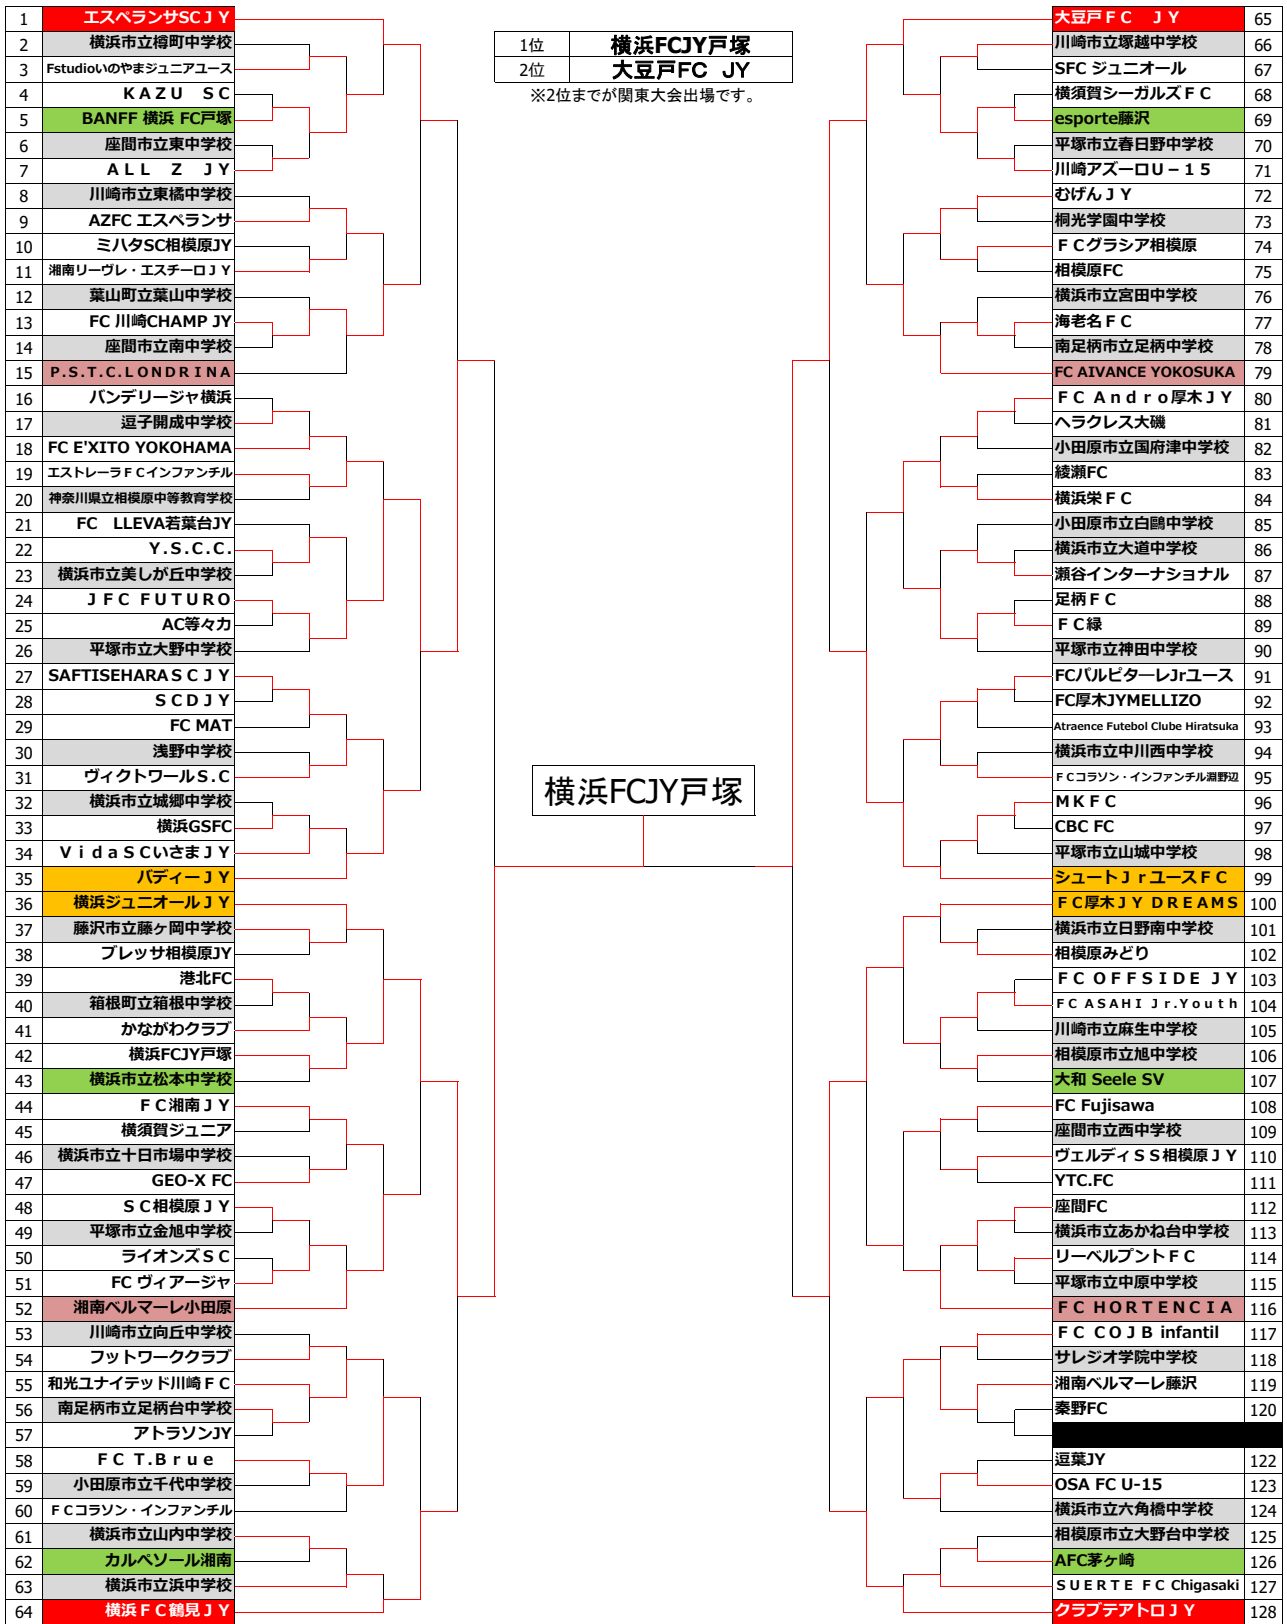 1 エスペランサSCＪＹ
2 横浜市立樽町中学校
3 Fstudioいのやまジュニアユース
4 ＫＡＺＵ　ＳＣ
5 BANFF 横浜 FC戸塚
6 座間市立東中学校
7 ＡＬＬ　Ｚ　ＪＹ
8 川崎市立東橘中学校
9 AZFC エスペランサ
10 ミハタSC相模原JY
11 湘南リーヴレ・エスチーロＪＹ
12 葉山町立葉山中学校
13 FC 川崎CHAMP JY
14 座間市立南中学校
15 P.S.T.C.LONDRINA
16 バンデリージャ横浜
17 逗子開成中学校
18 FC E'XITO YOKOHAMA
19 エストレーラＦＣインファンチル
20 神奈川県立相模原中等教育学校
21 FC　LLEVA若葉台JY
22 Y.S.C.C.
23 横浜市立美しが丘中学校
24 ＪＦＣ ＦＵＴＵＲＯ
25 AC等々力
26 平塚市立大野中学校
27 SAFTISEHARAＳＣＪＹ
28 ＳＣＤＪＹ
29 FC MAT
30 浅野中学校
31 ヴィクトワールＳ.Ｃ
32 横浜市立城郷中学校
33 横浜GSFC
34 ＶｉｄａＳＣいさまＪＹ
35 バディーＪＹ
36 横浜ジュニオールＪＹ
37 藤沢市立藤ヶ岡中学校
38 ブレッサ相模原JY
39 港北FC
40 箱根町立箱根中学校
41 かながわクラブ
42 横浜FCJY戸塚
43 横浜市立松本中学校
44 ＦＣ湘南ＪＹ
45 横須賀ジュニア
46 横浜市立十日市場中学校
47 GEO-X FC
48 ＳＣ相模原ＪＹ
49 平塚市立金旭中学校
50 ライオンズＳＣ
51 FC ヴィアージャ
52 湘南ベルマーレ小田原
53 川崎市立向丘中学校
54 フットワーククラブ
55 和光ユナイテッド川崎ＦＣ
56 南足柄市立足柄台中学校
57 アトラソンJY
58 ＦＣ Ｔ.Ｂｒｕｅ
59 小田原市立千代中学校
60 ＦＣコラソン・インファンチル
61 横浜市立山内中学校
62 カルペソール湘南
63 横浜市立浜中学校
64 横浜ＦＣ鶴見ＪＹ
1位 横浜FCJY戸塚
2位 大豆戸FC　JY
※2位までが関東大会出場です。
横浜FCJY戸塚
大豆戸ＦＣ　ＪＹ 65
川崎市立塚越中学校 66
SFC ジュニオール 67
横須賀シーガルズＦＣ 68
esporte藤沢 69
平塚市立春日野中学校 70
川崎アズーロＵ－１５ 71
むげんＪＹ 72
桐光学園中学校 73
ＦＣグラシア相模原 74
相模原FC 75
横浜市立宮田中学校 76
海老名ＦＣ 77
南足柄市立足柄中学校 78
FC AIVANCE YOKOSUKA 79
ＦＣ Ａｎｄｒｏ厚木ＪＹ 80
ヘラクレス大磯 81
小田原市立国府津中学校 82
綾瀬FC 83
横浜栄ＦＣ 84
小田原市立白鷗中学校 85
横浜市立大道中学校 86
瀬谷インターナショナル 87
足柄ＦＣ 88
ＦＣ緑 89
平塚市立神田中学校 90
FCパルピターレJrユース 91
FC厚木JYMELLIZO 92
Atraence Futebol Clube Hiratsuka 93
横浜市立中川西中学校 94
ＦＣコラソン・インファンチル淵野辺 95
ＭＫＦＣ 96
CBC FC 97
平塚市立山城中学校 98
シュートＪｒユースＦＣ 99
ＦＣ厚木ＪＹ ＤＲＥＡＭＳ 100
横浜市立日野南中学校 101
相模原みどり 102
ＦＣ ＯＦＦＳＩＤＥ ＪＹ 103
ＦＣ ＡＳＡＨＩ Ｊｒ.Ｙｏｕｔｈ 104
川崎市立麻生中学校 105
相模原市立旭中学校 106
大和 Seele SV 107
FC Fujisawa 108
座間市立西中学校 109
ヴェルディＳＳ相模原ＪＹ 110
YTC.FC 111
座間FC 112
横浜市立あかね台中学校 113
リーベルプントＦＣ 114
平塚市立中原中学校 115
ＦＣ ＨＯＲＴＥＮＣＩＡ 116
ＦＣ ＣＯＪＢ infantil 117
サレジオ学院中学校 118
湘南ベルマーレ藤沢 119
秦野FC 120
逗葉JY 122
OSA FC U-15 123
横浜市立六角橋中学校 124
相模原市立大野台中学校 125
AFC茅ヶ崎 126
ＳＵＥＲＴＥ ＦＣ Chigasaki 127
クラブテアトロＪＹ 128